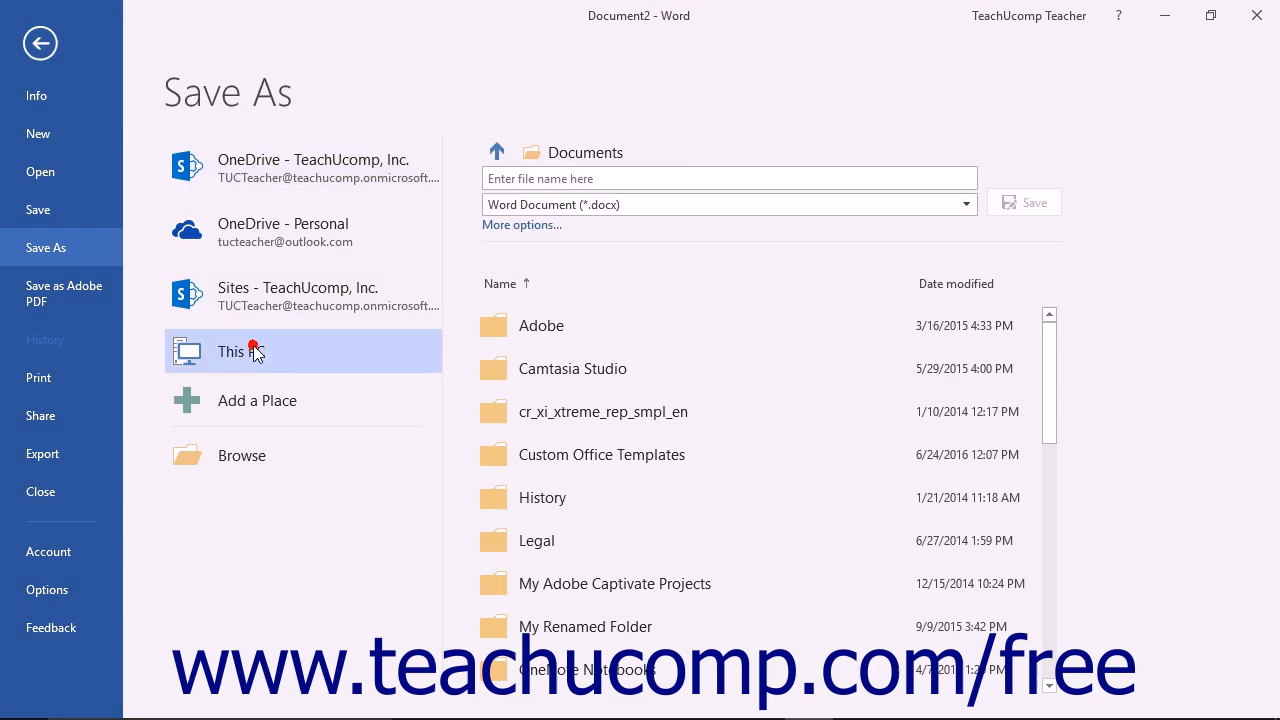 Document2 - Word
TeachUcomp Teacher
?
Info
New
Open
Save
Save As
Save as Adobe
PDF
History
Print
Share
Export
Close
Account
Options
Feedback
Save As
OneDrive - TeachUcomp, Inc.
TUCTeacher@teachucomp.onmicrosoft....
OneDrive - Personal
tucteacher@outlook.com
Sites - TeachUcomp, Inc.
TUCTeacher@teachucomp.onmicrosoft....
This PC
Add a Place
Browse
Documents
Enter file name here
Word Document (*.docx)
Save
More options...
Name Date modified
Adobe 3/16/2015 4:33 PM
Camtasia Studio 5/29/2015 4:00 PM
cr_xi_xtreme_rep_smpl_en 1/10/2014 12:17 PM
Custom Office Templates 6/24/2016 12:07 PM
History 1/21/2014 11:18 AM
Legal 6/27/2014 1:59 PM
My Adobe Captivate Projects 12/15/2014 10:24 PM
My Renamed Folder 9/9/2015 3:42 PM
OneNote Notebooks
www.teachucomp.com/free